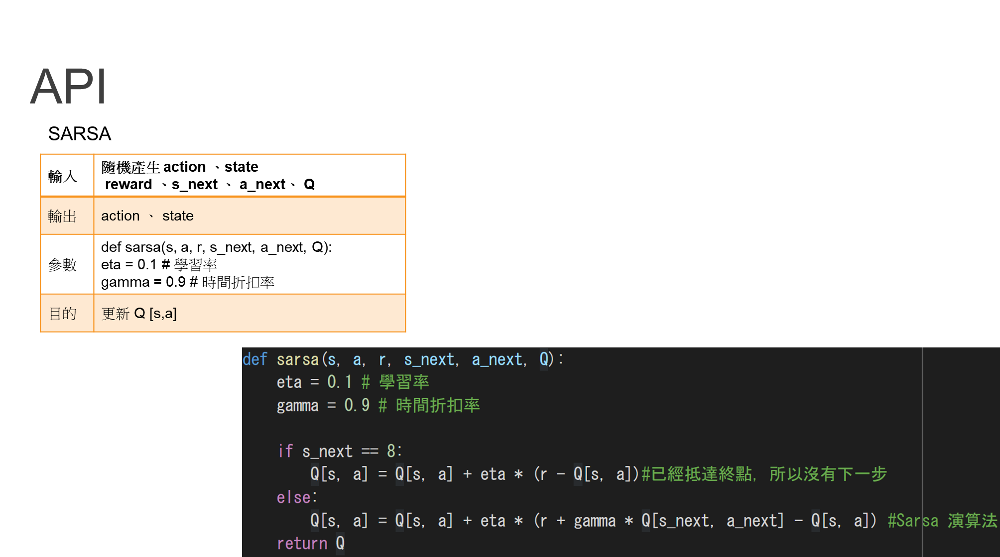 API
SARSA
輸入
隨機產生 action 、state
reward 、s_next 、 a_next、 Q
輸出
action 、 state
參數
def sarsa(s, a, r, s_next, a_next, Q):
eta = 0.1 # 學習率
gamma = 0.9 # 時間折扣率
目的
更新 Q [s,a]
def sarsa(s, a, r, s_next, a_next, Q):
eta = 0.1 # 學習率
gamma = 0.9 # 時間折扣率
if s_next == 8:
Q[s, a] = Q[s, a] + eta * (r - Q[s, a])#已經抵達終點, 所以沒有下一步
else:
Q[s, a] = Q[s, a] + eta * (r + gamma * Q[s_next, a_next] - Q[s, a]) #Sarsa 演算法
return Q